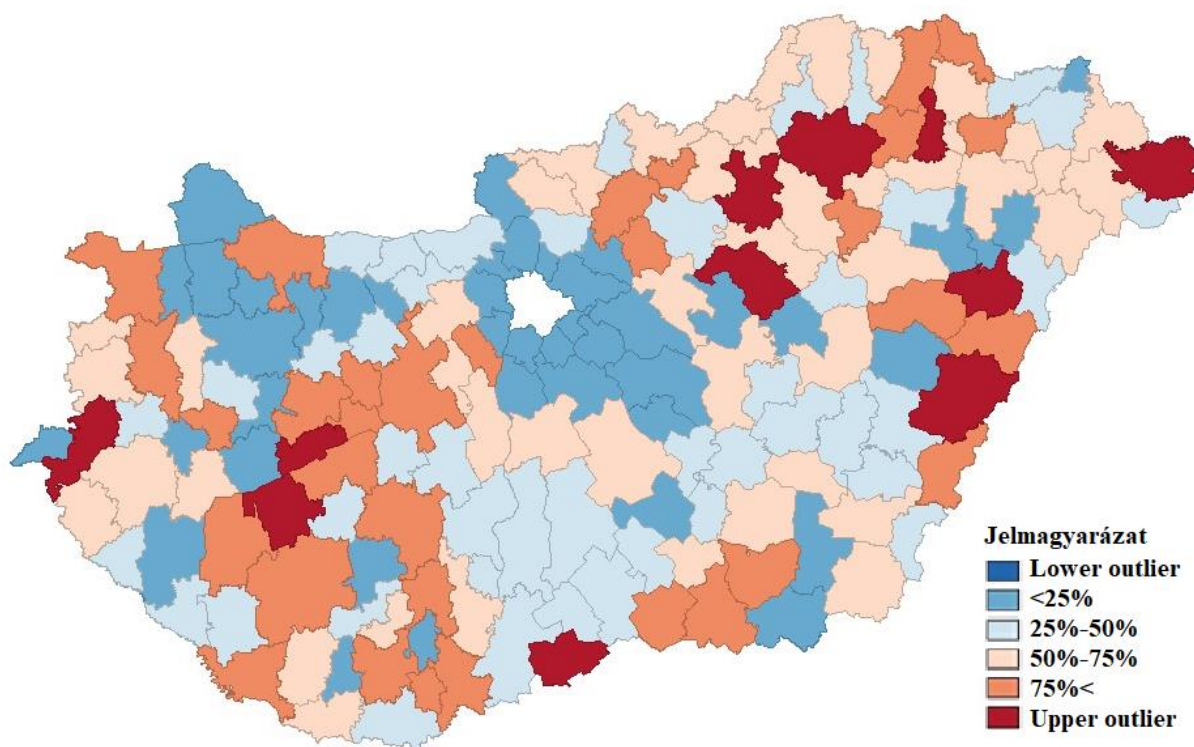 Jelmagyarázat
Lower outlier
<25%
25%-50%
50%-75%
75%<
Upper outlier